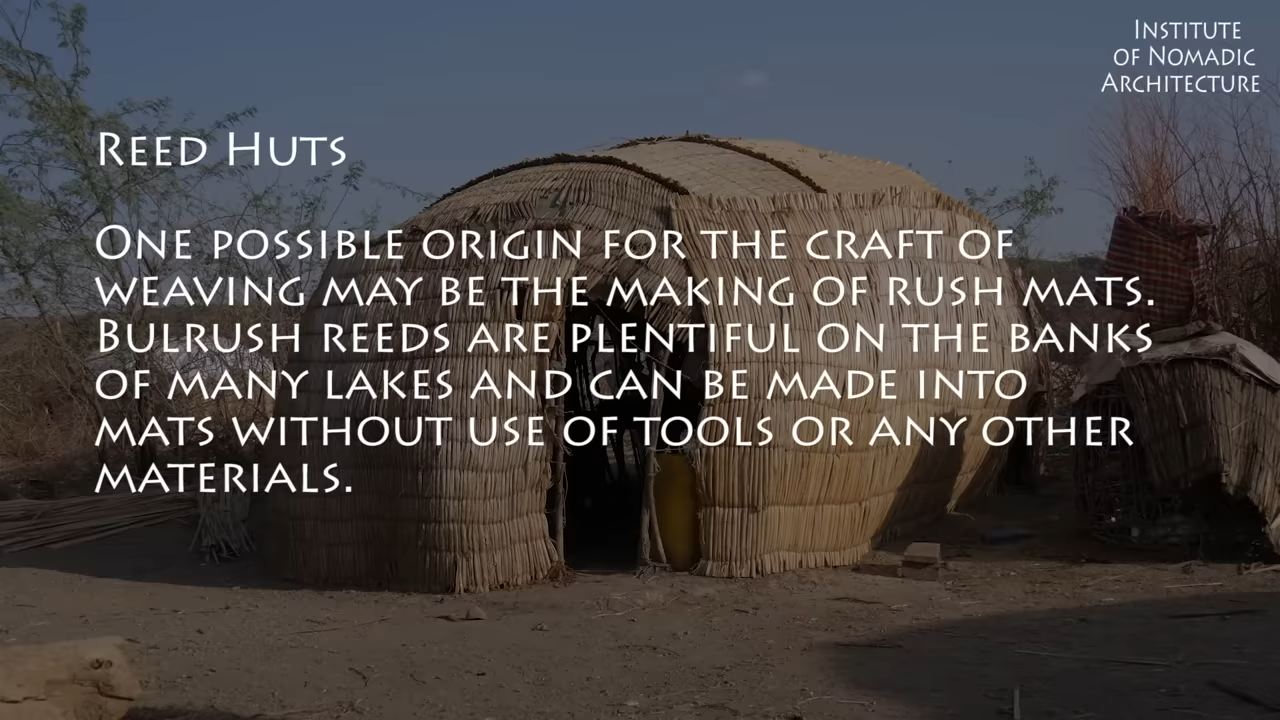 Institute
of Nomadic
Architecture
Reed Huts
One possible origin for the craft of
weaving may be the making of rush mats.
Bulrush reeds are plentiful on the banks
of many lakes and can be made into
mats without use of tools or any other
materials.